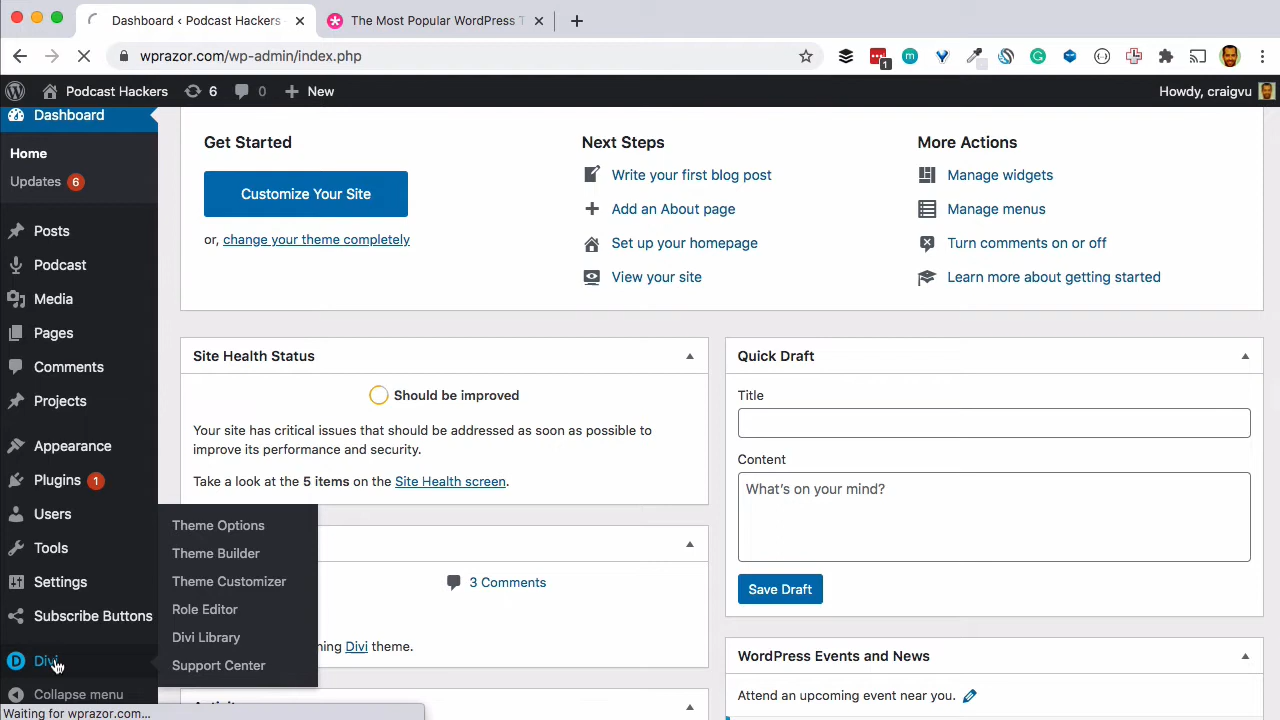 Dashboard ‹ Podcast Hackers
The Most Popular WordPress T
wprazor.com/wp-admin/index.php
1
Podcast Hackers
6
0
New
Howdy, craigvu
Dashboard
Home
Updates 6
Posts
Podcast
Media
Pages
Comments
Projects
Appearance
Plugins 1
Users
Tools
Settings
Subscribe Buttons
Divi
Collapse menu
Theme Options
Theme Builder
Theme Customizer
Role Editor
Divi Library
Support Center
Get Started
Customize Your Site
or, change your theme completely
Next Steps
Write your first blog post
Add an About page
Set up your homepage
View your site
More Actions
Manage widgets
Manage menus
Turn comments on or off
Learn more about getting started
Site Health Status
Should be improved
Your site has critical issues that should be addressed as soon as possible to
improve its performance and security.
Take a look at the 5 items on the Site Health screen.
3 Comments
Divi theme.
Quick Draft
Title
Content
What's on your mind?
Save Draft
WordPress Events and News
Attend an upcoming event near you.
Waiting for wprazor.com...